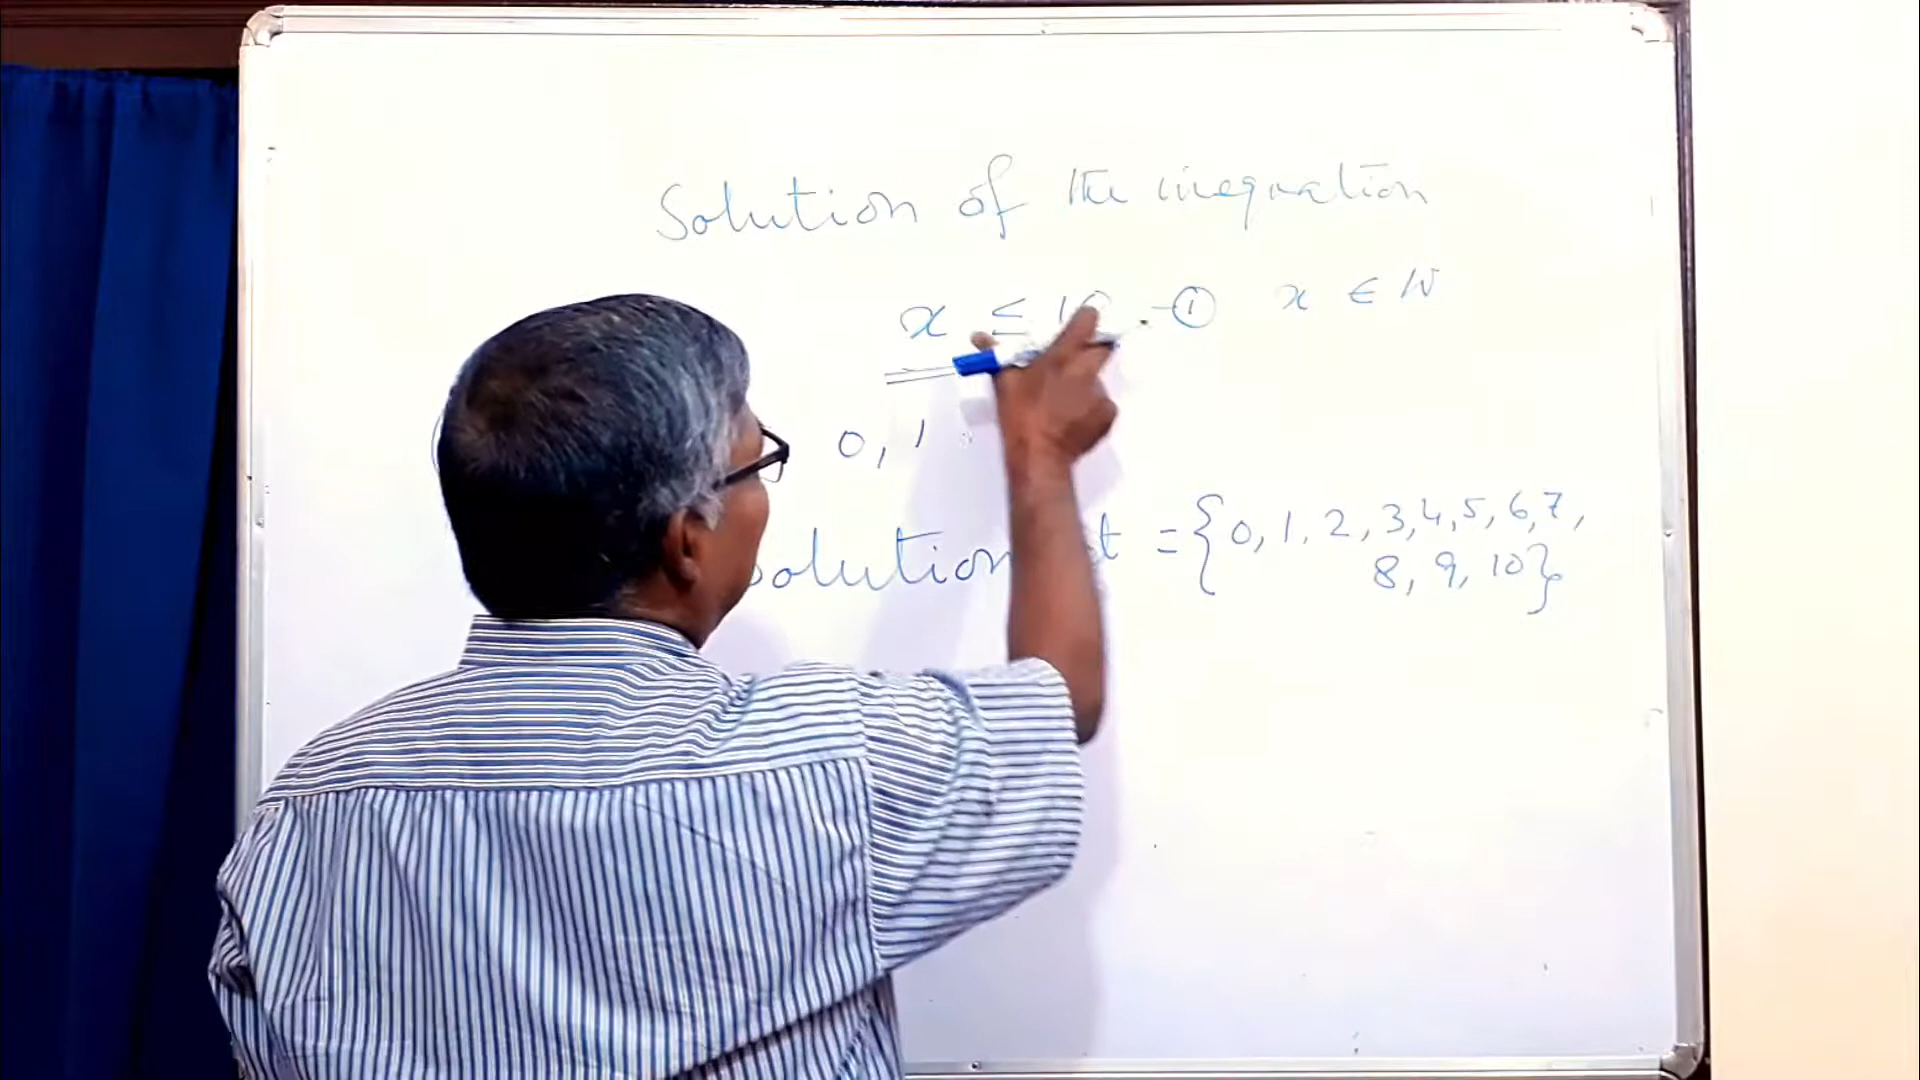 Solution of the inequation
x ≤ 10 -① x ∈ W
0, 1
Solution = {0, 1, 2, 3, 4, 5, 6, 7,
8, 9, 10}